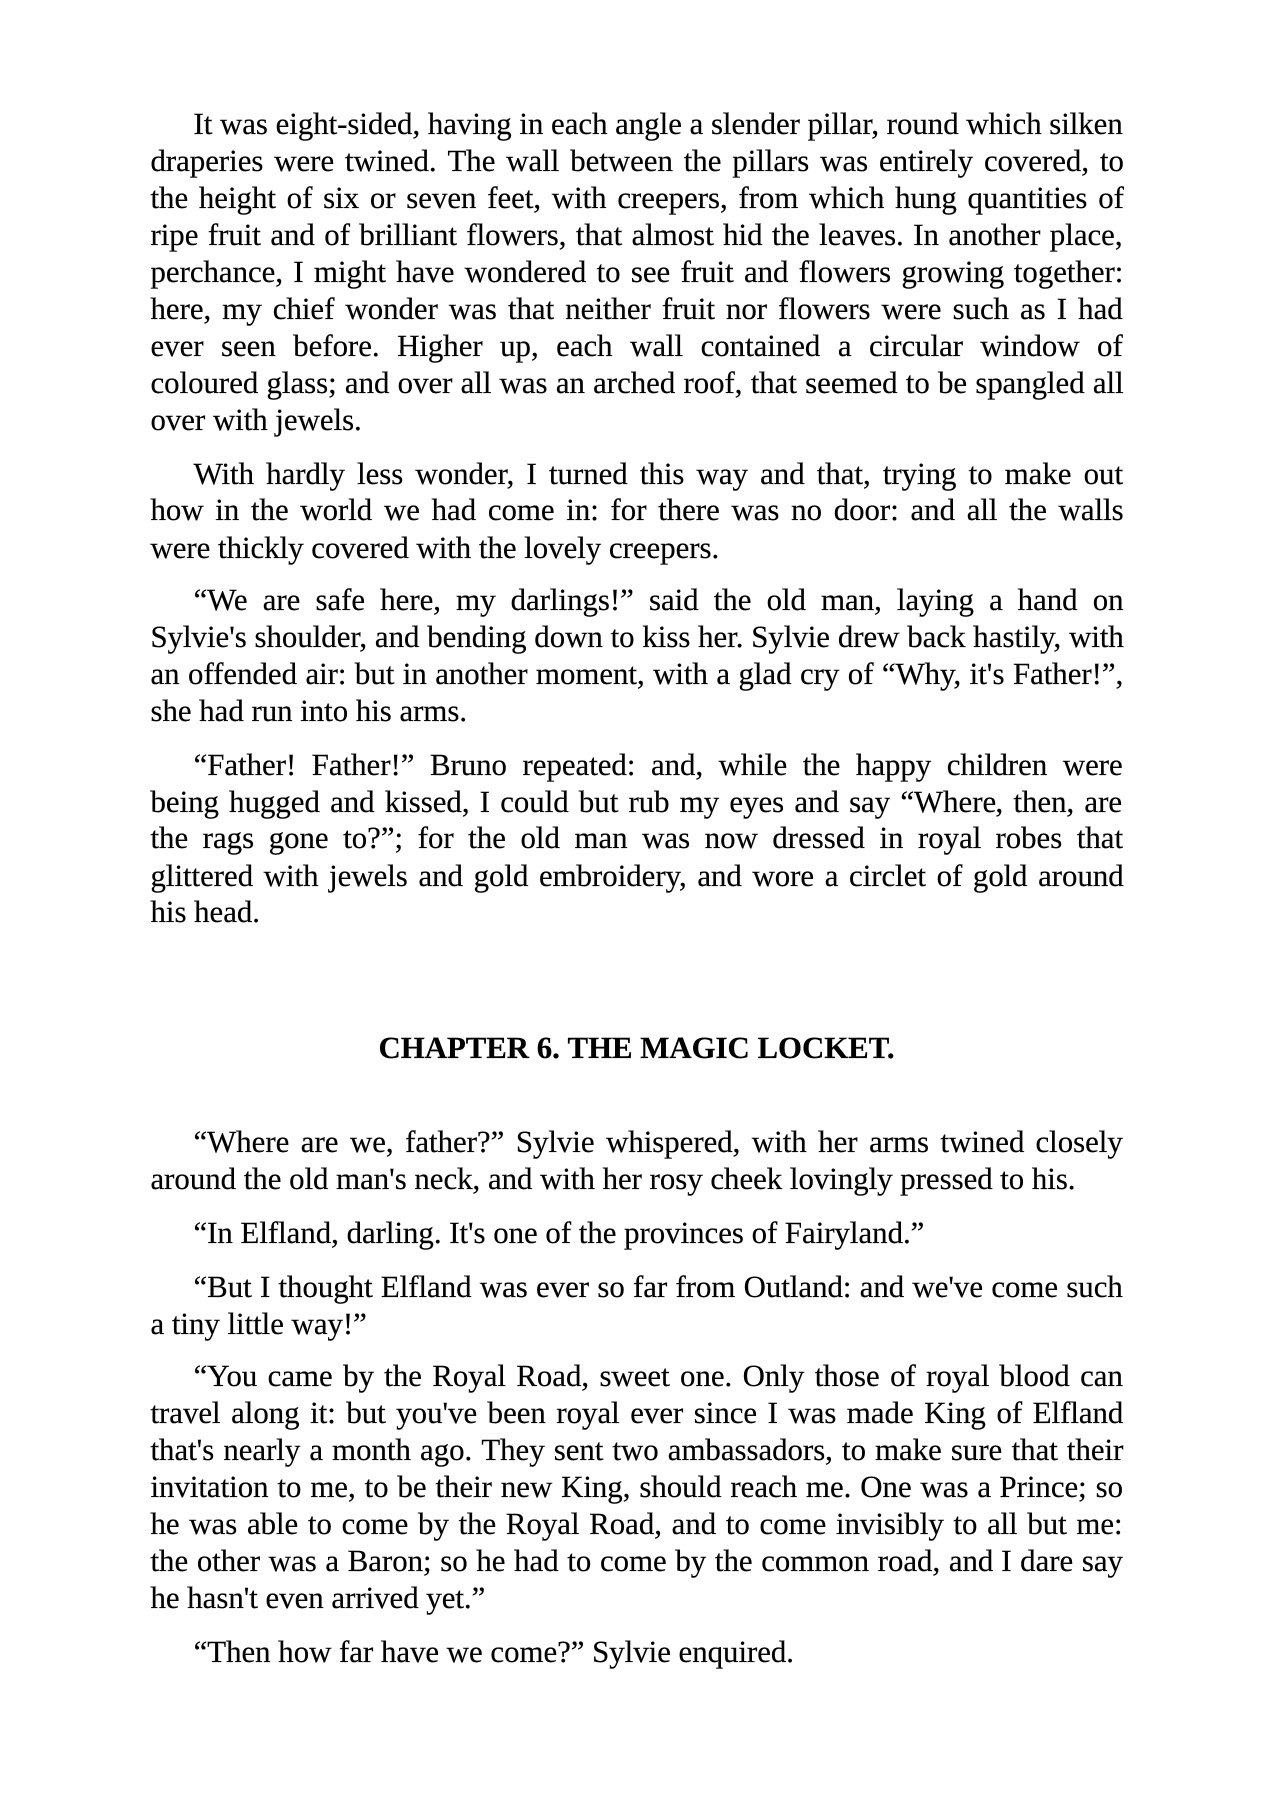 It was eight-sided, having in each angle a slender pillar, round which silken
draperies were twined. The wall between the pillars was entirely covered, to
the height of six or seven feet, with creepers, from which hung quantities of
ripe fruit and of brilliant flowers, that almost hid the leaves. In another place,
perchance, I might have wondered to see fruit and flowers growing together:
here, my chief wonder was that neither fruit nor flowers were such as I had
ever seen before. Higher up, each wall contained a circular window of
coloured glass; and over all was an arched roof, that seemed to be spangled all
over with jewels.
With hardly less wonder, I turned this way and that, trying to make out
how in the world we had come in: for there was no door: and all the walls
were thickly covered with the lovely creepers.
“We are safe here, my darlings!” said the old man, laying a hand on
Sylvie's shoulder, and bending down to kiss her. Sylvie drew back hastily, with
an offended air: but in another moment, with a glad cry of “Why, it's Father!”,
she had run into his arms.
“Father! Father!” Bruno repeated: and, while the happy children were
being hugged and kissed, I could but rub my eyes and say “Where, then, are
the rags gone to?”; for the old man was now dressed in royal robes that
glittered with jewels and gold embroidery, and wore a circlet of gold around
his head.
CHAPTER 6. THE MAGIC LOCKET.
“Where are we, father?” Sylvie whispered, with her arms twined closely
around the old man's neck, and with her rosy cheek lovingly pressed to his.
“In Elfland, darling. It's one of the provinces of Fairyland.”
“But I thought Elfland was ever so far from Outland: and we've come such
a tiny little way!”
“You came by the Royal Road, sweet one. Only those of royal blood can
travel along it: but you've been royal ever since I was made King of Elfland
that's nearly a month ago. They sent two ambassadors, to make sure that their
invitation to me, to be their new King, should reach me. One was a Prince; so
he was able to come by the Royal Road, and to come invisibly to all but me:
the other was a Baron; so he had to come by the common road, and I dare say
he hasn't even arrived yet.”
“Then how far have we come?” Sylvie enquired.